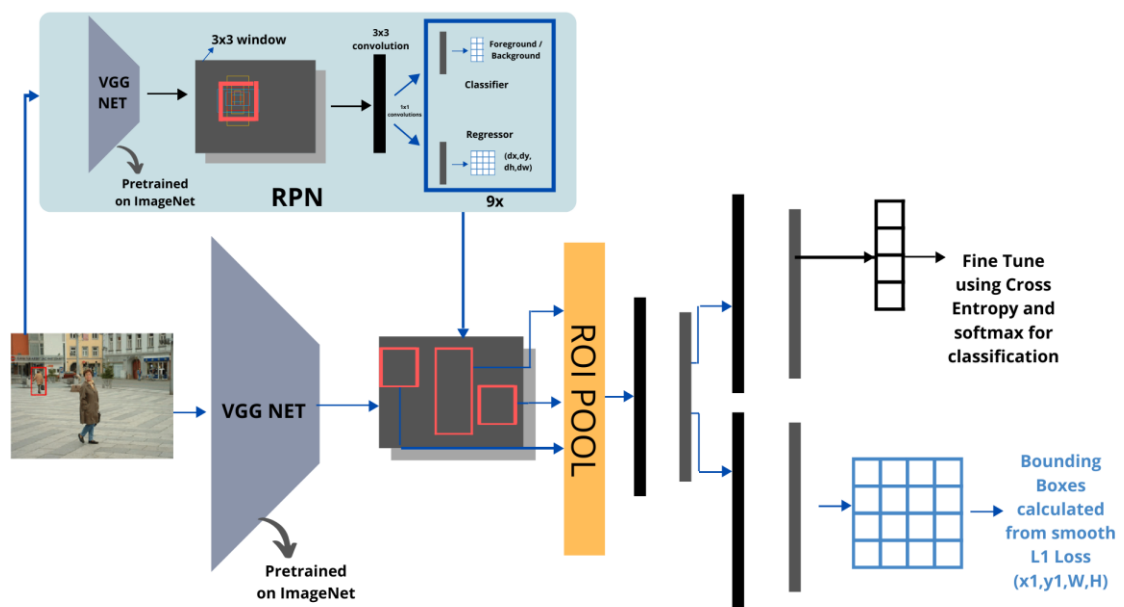 3x3 window
3x3
convolution
VGG
NET
Foreground /
Background
Classifier
1x1
convolutions
Regressor
(dx,dy,
dh,dw)
Pretrained
on ImageNet
RPN
9x
VGG NET
ROI POOL
Pretrained
on ImageNet
Fine Tune
using Cross
Entropy and
softmax for
classification
Bounding
Boxes
calculated
from smooth
L1 Loss
(x1,y1,W,H)